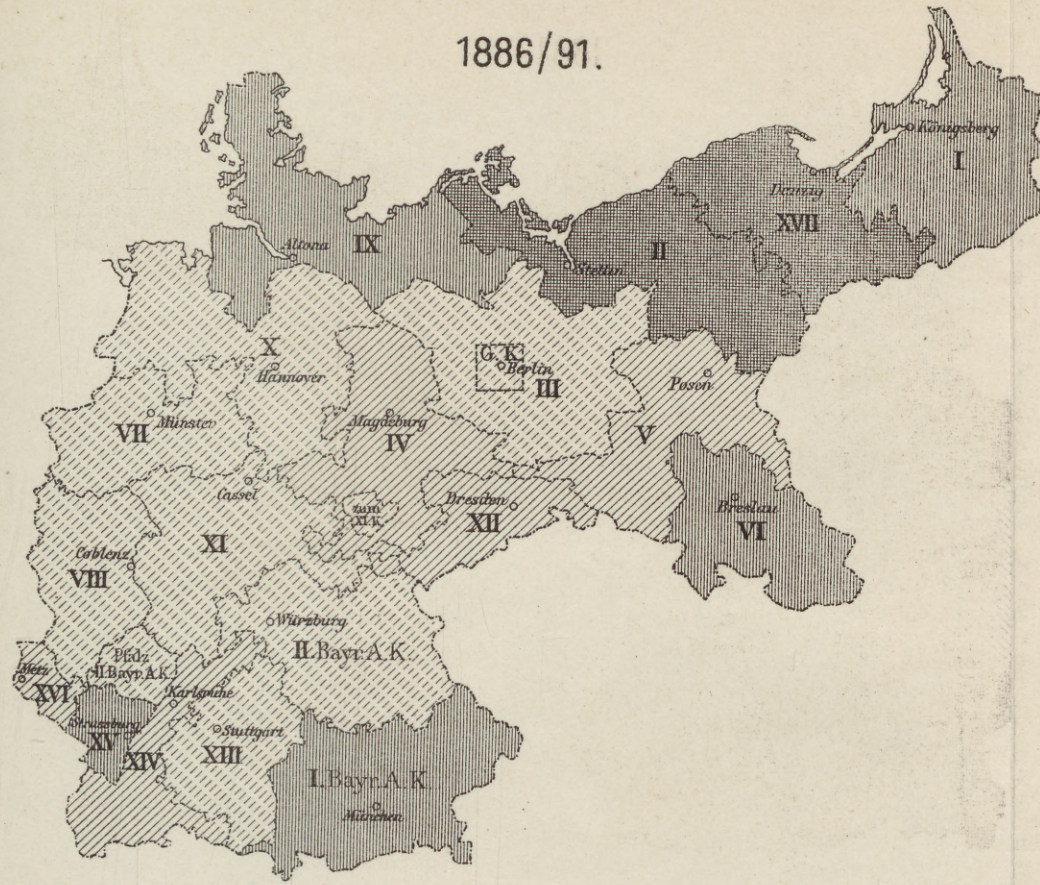 1886/91.
Königsberg
I
Danzig
XVII
Altona
IX
II
Stettin
X
Hannover
G. K.
Berlin
III
Posen
V
VII
Münster
Magdeburg
IV
Cassel
zum
XI.K.
Dresden
XII
Breslau
VI
XI
Coblenz
VIII
Würzburg
II.Bayr.A.K.
Pfalz
II.Bayr.A.K.
Metz
XVI
Karlsruhe
Strassburg
XV
XIV
Stuttgart
XIII
I.Bayr.A.K
München